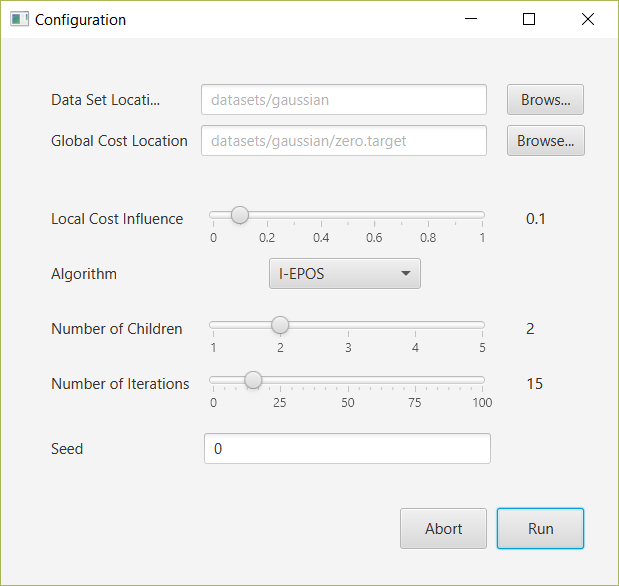 Configuration
Data Set Locati... datasets/gaussian Brows...
Global Cost Location datasets/gaussian/zero.target Browse...
Local Cost Influence 0.1
0 0.2 0.4 0.6 0.8 1
Algorithm I-EPOS
Number of Children 2
1 2 3 4 5
Number of Iterations 15
0 25 50 75 100
Seed 0
Abort Run